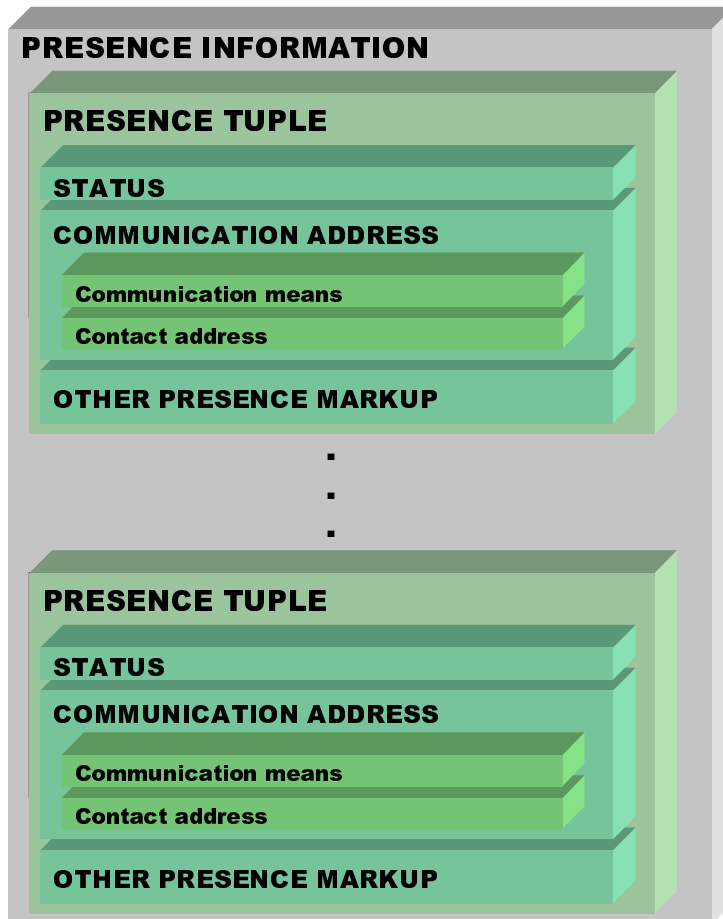 PRESENCE INFORMATION
PRESENCE TUPLE
STATUS
COMMUNICATION ADDRESS
Communication means
Contact address
OTHER PRESENCE MARKUP
.
.
.
PRESENCE TUPLE
STATUS
COMMUNICATION ADDRESS
Communication means
Contact address
OTHER PRESENCE MARKUP